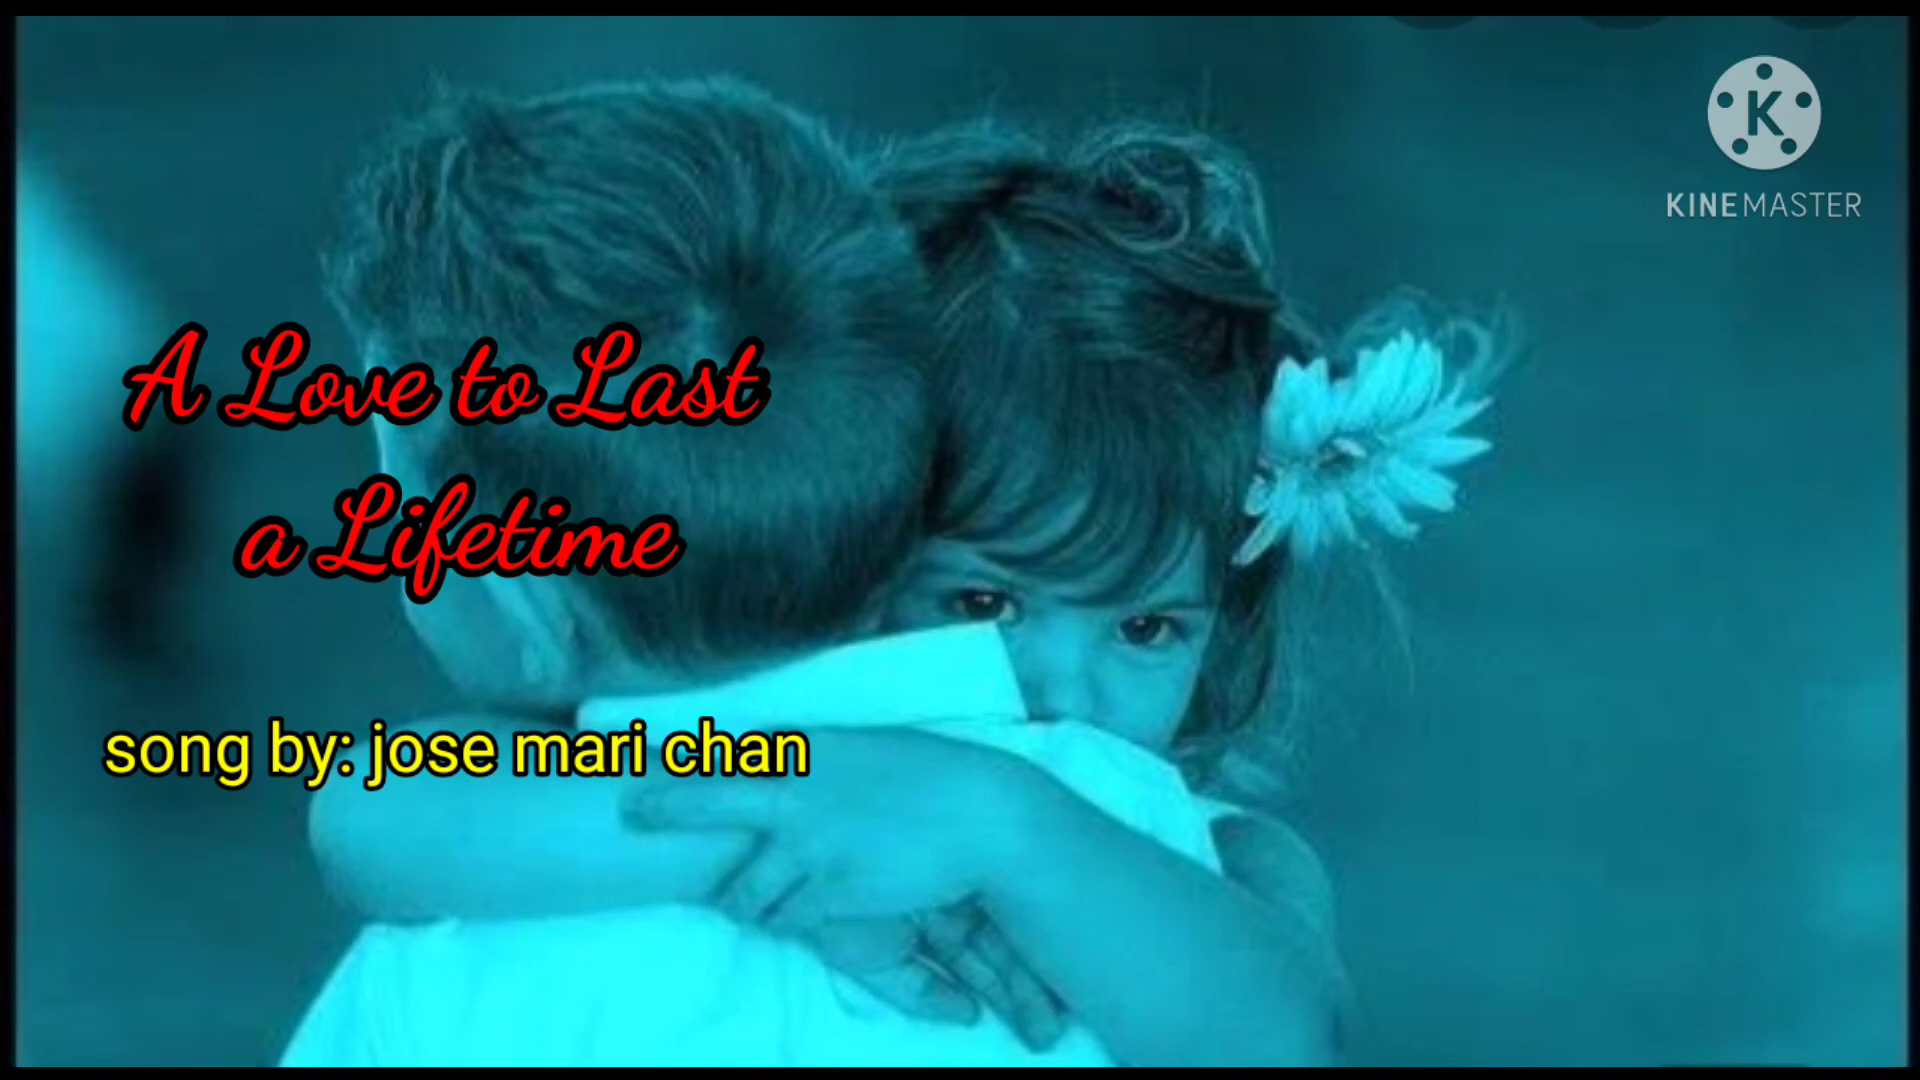 K
KINEMASTER
A Love to Last
a Lifetime
song by: jose mari chan